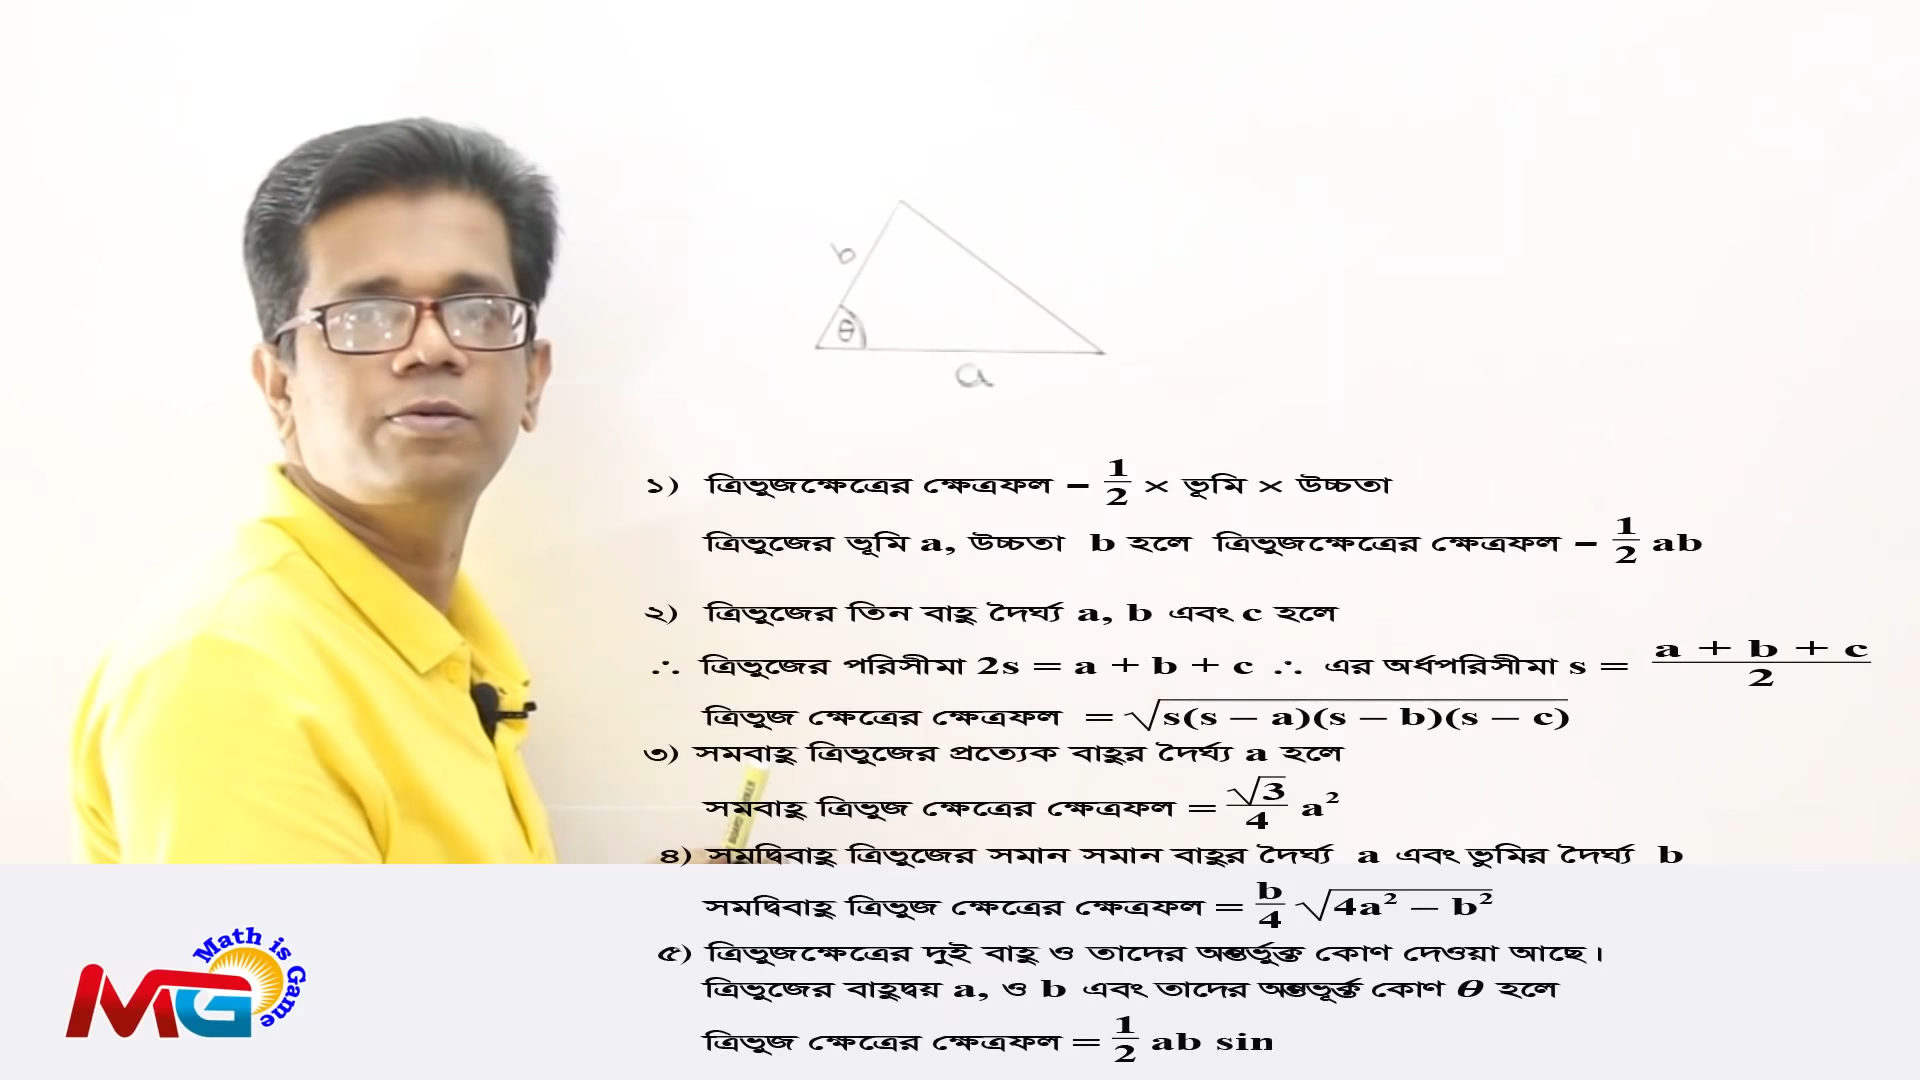 b
θ
a
১) ত্রিভুজক্ষেত্রের ক্ষেত্রফল = 1/2 × ভূমি × উচ্চতা
ত্রিভুজের ভূমি a, উচ্চতা b হলে ত্রিভুজক্ষেত্রের ক্ষেত্রফল = 1/2 ab
২) ত্রিভুজের তিন বাহু দৈর্ঘ্য a, b এবং c হলে
∴ ত্রিভুজের পরিসীমা 2s = a + b + c ∴ এর অর্ধপরিসীমা s = (a + b + c)/2
ত্রিভুজ ক্ষেত্রের ক্ষেত্রফল = √(s(s − a)(s − b)(s − c))
৩) সমবাহু ত্রিভুজের প্রত্যেক বাহুর দৈর্ঘ্য a হলে
সমবাহু ত্রিভুজ ক্ষেত্রের ক্ষেত্রফল = √3/4 a²
BOARD MARKER
৪) সমদ্বিবাহু ত্রিভুজের সমান সমান বাহুর দৈর্ঘ্য a এবং ভুমির দৈর্ঘ্য b
সমদ্বিবাহু ত্রিভুজ ক্ষেত্রের ক্ষেত্রফল = b/4 √(4a² − b²)
৫) ত্রিভুজক্ষেত্রের দুই বাহু ও তাদের অন্তর্ভুক্ত কোণ দেওয়া আছে।
ত্রিভুজের বাহুদ্বয় a, ও b এবং তাদের অন্তর্ভূক্ত কোণ θ হলে
ত্রিভুজ ক্ষেত্রের ক্ষেত্রফল = 1/2 ab sin
MG Math is Game